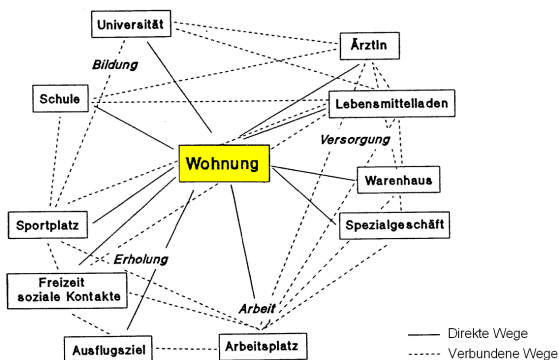 Universität
ÄrztIn
Bildung
Schule
Lebensmittelladen
Versorgung
Wohnung
Warenhaus
Sportplatz
Spezialgeschäft
Erholung
Freizeit
soziale Kontakte
Arbeit
Ausflugsziel
Arbeitsplatz
Direkte Wege
Verbundene Wege